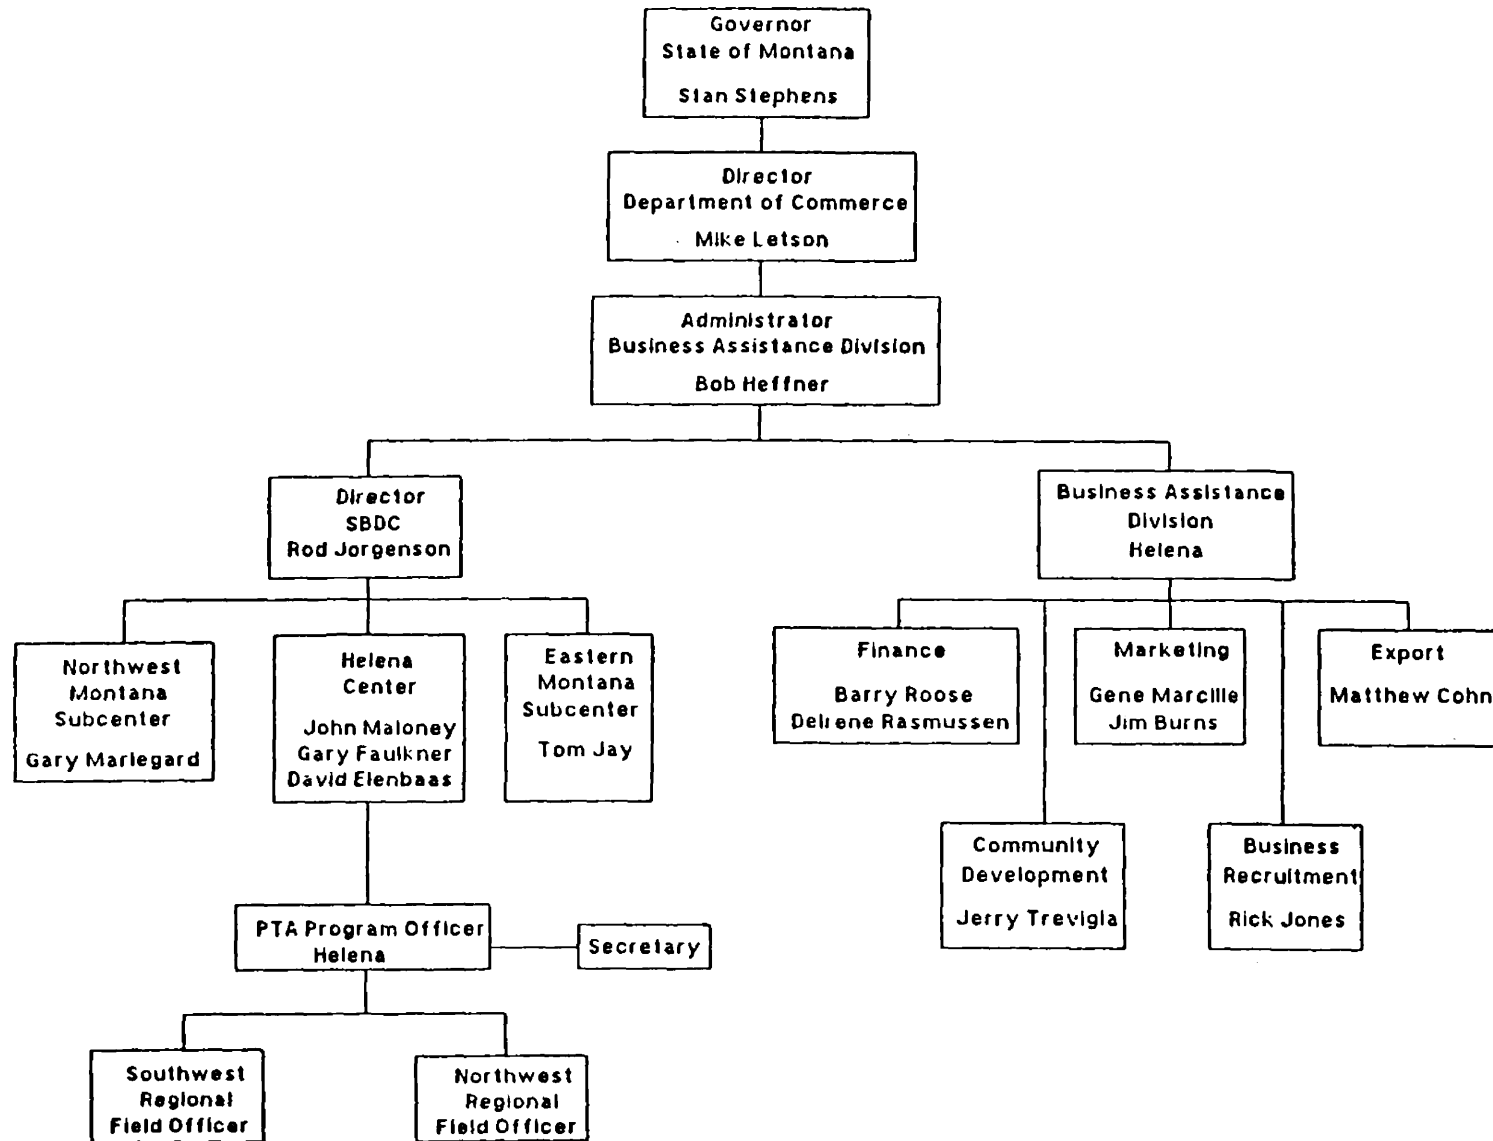 Governor
State of Montana
Stan Stephens
Director
Department of Commerce
Mike Letson
Administrator
Business Assistance Division
Bob Heffner
Director
SBDC
Rod Jorgenson
Business Assistance
Division
Helena
Northwest
Montana
Subcenter
Gary Marlegard
Helena
Center
John Maloney
Gary Faulkner
David Elenbaas
Eastern
Montana
Subcenter
Tom Jay
Finance
Barry Roose
Delrene Rasmussen
Marketing
Gene Marcille
Jim Burns
Export
Matthew Cohn
Community
Development
Jerry Trevigia
Business
Recruitment
Rick Jones
PTA Program Officer
Helena
Secretary
Southwest
Regional
Field Officer
Northwest
Regional
Field Officer